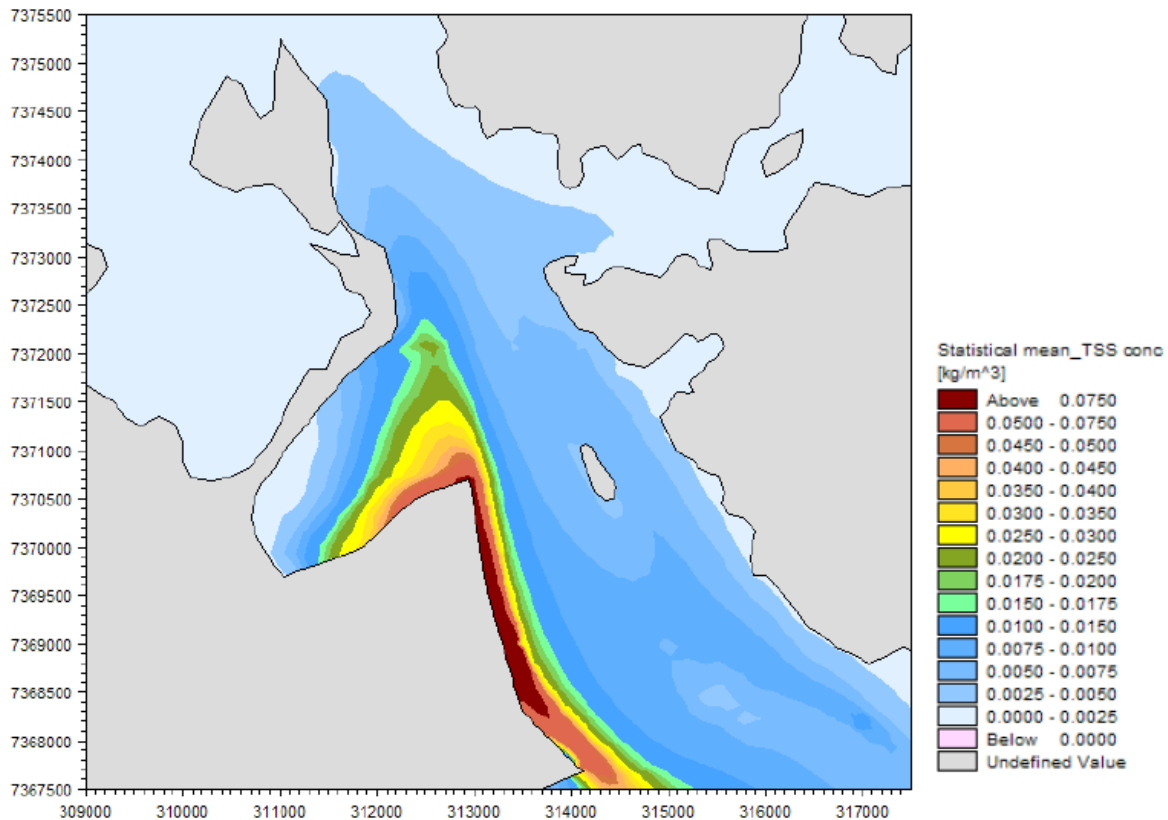 7375500
7375000
7374500
7374000
7373500
7373000
7372500
7372000
7371500
7371000
7370500
7370000
7369500
7369000
7368500
7368000
7367500
309000 310000 311000 312000 313000 314000 315000 316000 317000
Statistical mean_TSS conc
[kg/m^3]
Above 0.0750
0.0500 - 0.0750
0.0450 - 0.0500
0.0400 - 0.0450
0.0350 - 0.0400
0.0300 - 0.0350
0.0250 - 0.0300
0.0200 - 0.0250
0.0175 - 0.0200
0.0150 - 0.0175
0.0100 - 0.0150
0.0075 - 0.0100
0.0050 - 0.0075
0.0025 - 0.0050
0.0000 - 0.0025
Below 0.0000
Undefined Value